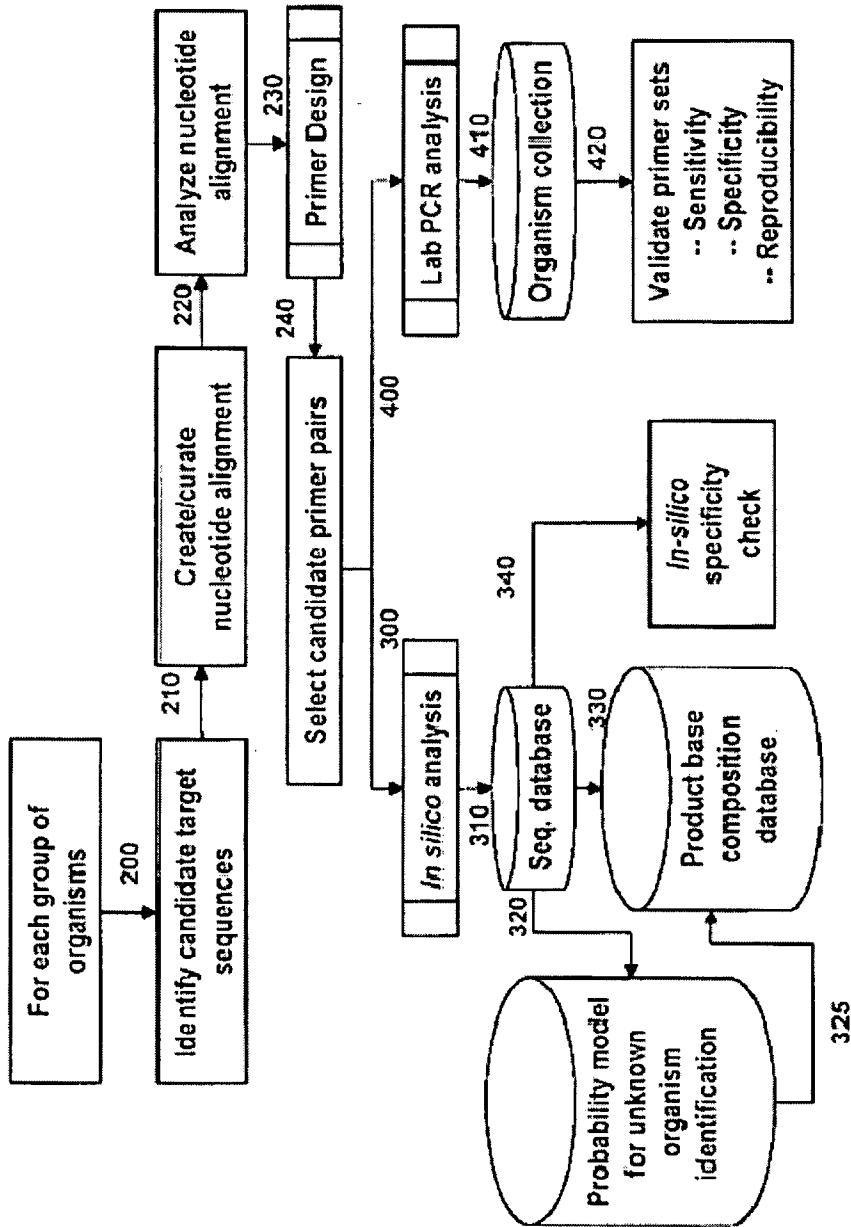 For each group of
organisms
200
Identify candidate target
sequences
210
Create/curate
nucleotide alignment
220
Analyze nucleotide
alignment
230
Primer Design
240
Select candidate primer pairs
300
400
In silico analysis
310
Seq. database
320
330
340
Probability model
for unknown
organism
identification
325
Product base
composition
database
In-silico
specificity
check
Lab PCR analysis
410
Organism collection
420
Validate primer sets
-- Sensitivity
-- Specificity
-- Reproducibility